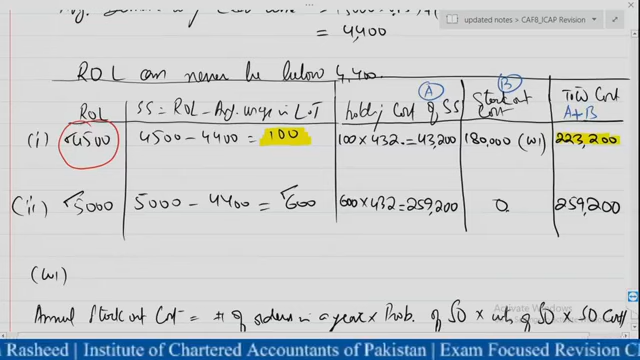 updated notes > CAF8_ICAP Revision
= 4,400
ROL can never be below 4,400.
A B
ROL SS = ROL - Avg. usage in LOT holding Cost of SS Stock out Cost Total Cost A+B
(i) 4500 4500 - 4400 = 100 100 x 432 = 43,200 180,000 (W1) 223,200
(ii) 5000 5000 - 4400 = 600 600 x 432 = 259,200 0 259,200
(W1)
Activate Windows
Annual Stock out Cost = # of orders in a year x Prob. of SO x units of SO x SO Cost/
Rasheed | Institute of Chartered Accountants of Pakistan | Exam Focused Revision